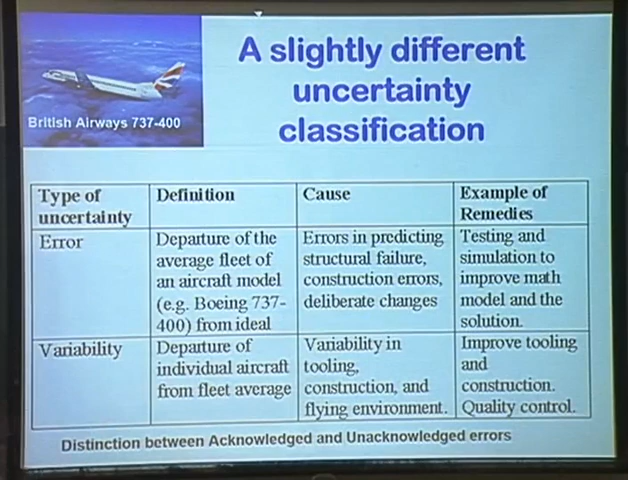 A slightly different
uncertainty
classification
British Airways 737-400
Type of
uncertainty
Definition
Cause
Example of
Remedies
Error
Departure of the
average fleet of
an aircraft model
(e.g. Boeing 737-
400) from ideal
Errors in predicting
structural failure,
construction errors,
deliberate changes
Testing and
simulation to
improve math
model and the
solution.
Variability
Departure of
individual aircraft
from fleet average
Variability in
tooling,
construction, and
flying environment.
Improve tooling
and
construction.
Quality control.
Distinction between Acknowledged and Unacknowledged errors